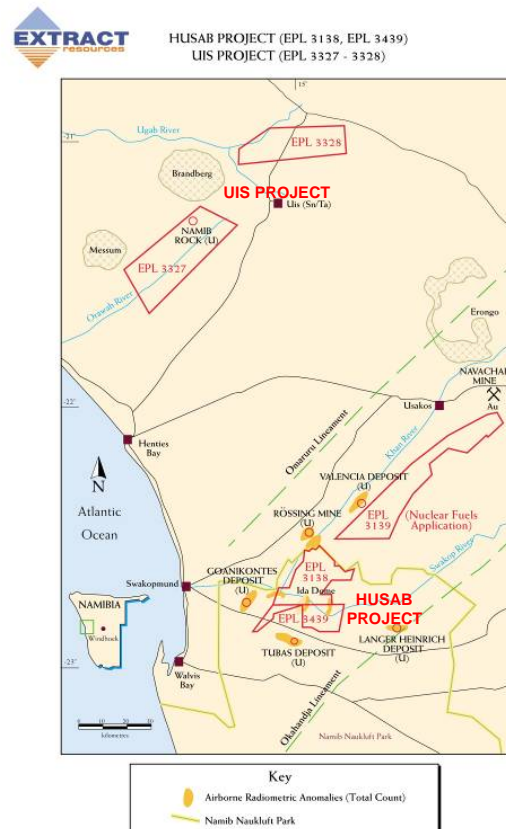 EXTRACT
resources
HUSAB PROJECT (EPL 3138, EPL 3439)
UIS PROJECT (EPL 3327 - 3328)
15°
-21°
Ugab River
EPL 3328
Brandberg
UIS PROJECT
Uis (Sn/Ta)
NAMIB
ROCK (U)
Messum
EPL 3327
Orawab River
Erongo
NAVACHAB
MINE
Au
-22°
Usakos
Omaruru Lineament
Khan River
Henties
Bay
N
VALENCIA DEPOSIT
(U)
Atlantic
Ocean
RÖSSING MINE
(U)
EPL
3139
(Nuclear Fuels
Application)
Swakop River
GOANIKONTES
DEPOSIT
(U)
EPL
3138
Swakopmund
Ida Dome
HUSAB
PROJECT
NAMIBIA
Windhoek
EPL 3439
LANGER HEINRICH
DEPOSIT
(U)
TUBAS DEPOSIT
(U)
-23°
Walvis
Bay
Okahandja Lineament
kilometres
Namib Naukluft Park
Key
Airborne Radiometric Anomalies (Total Count)
Namib Naukluft Park